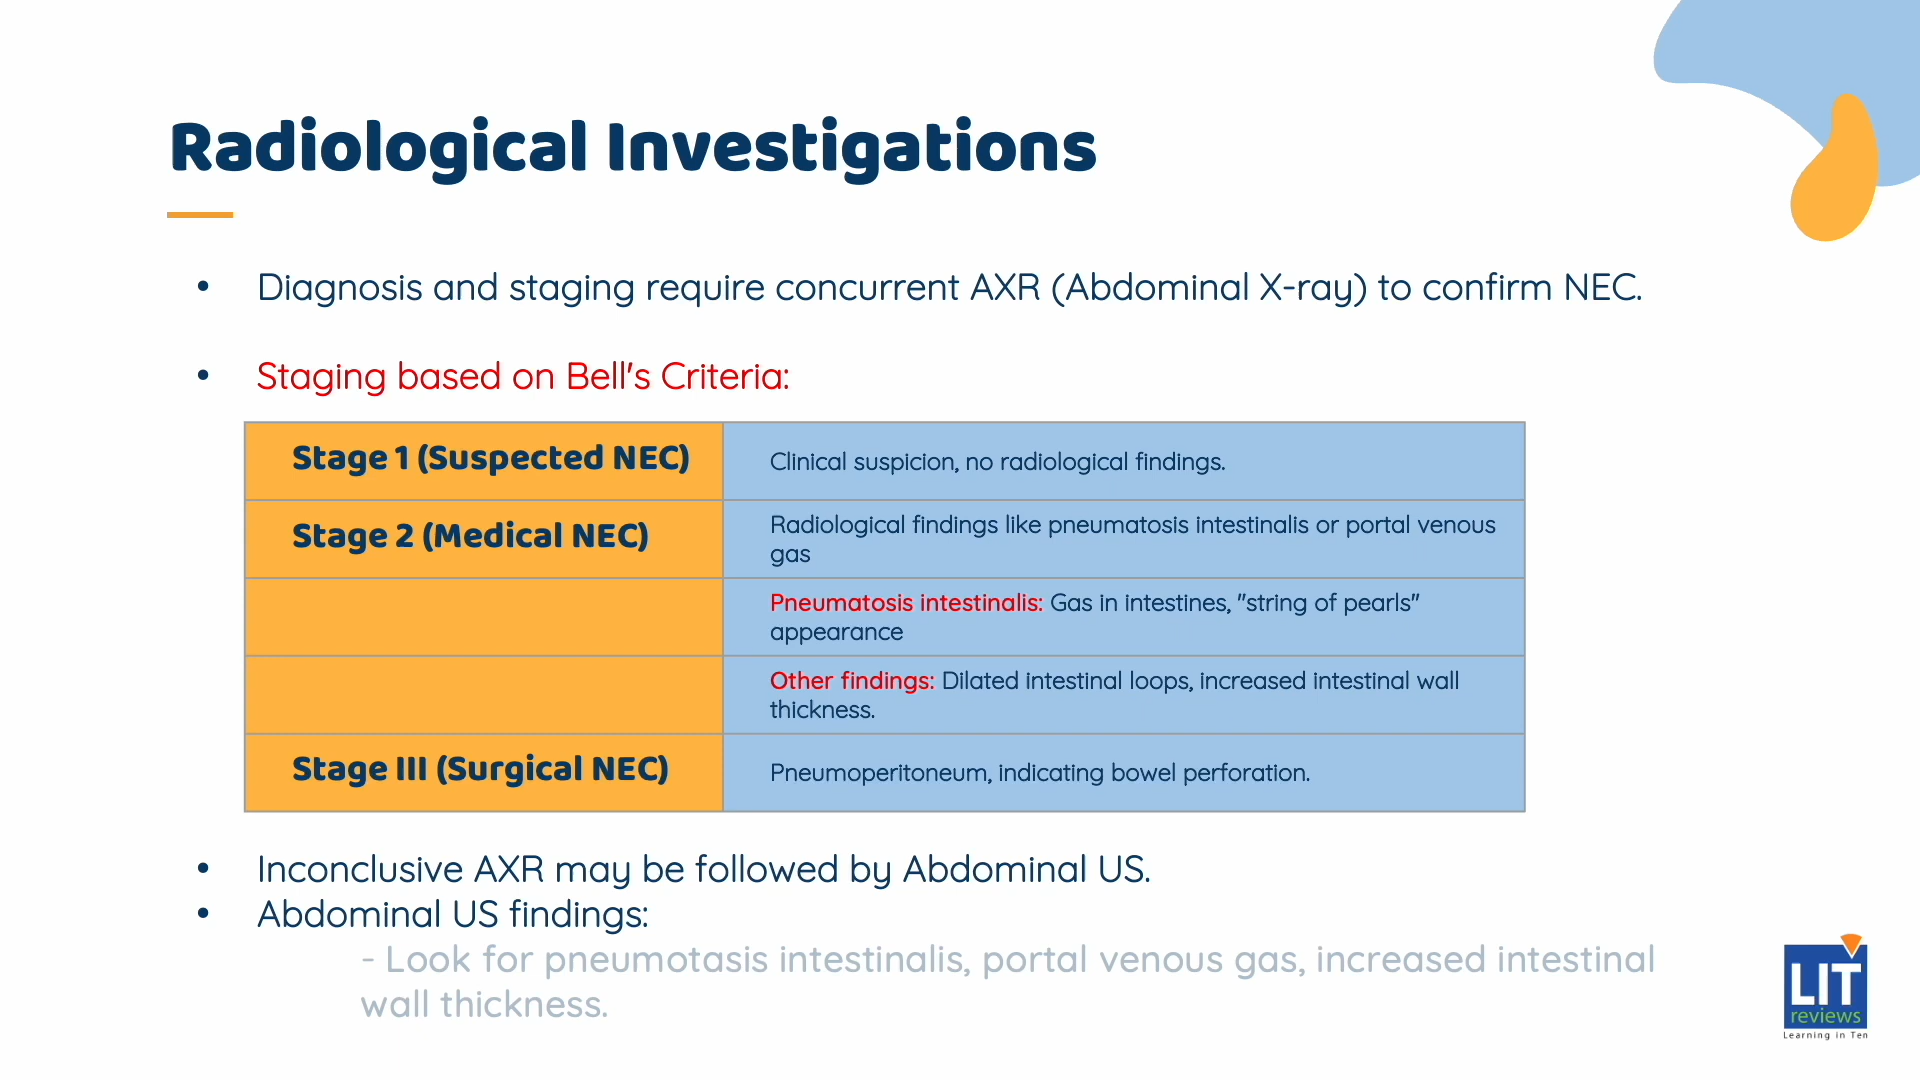 Radiological Investigations
• Diagnosis and staging require concurrent AXR (Abdominal X-ray) to confirm NEC.
• Staging based on Bell's Criteria:
Stage 1 (Suspected NEC)
Clinical suspicion, no radiological findings.
Stage 2 (Medical NEC)
Radiological findings like pneumatosis intestinalis or portal venous
gas
Pneumatosis intestinalis: Gas in intestines, "string of pearls"
appearance
Other findings: Dilated intestinal loops, increased intestinal wall
thickness.
Stage III (Surgical NEC)
Pneumoperitoneum, indicating bowel perforation.
• Inconclusive AXR may be followed by Abdominal US.
• Abdominal US findings:
- Look for pneumotasis intestinalis, portal venous gas, increased intestinal
wall thickness.
LIT
reviews
Learning in Ten